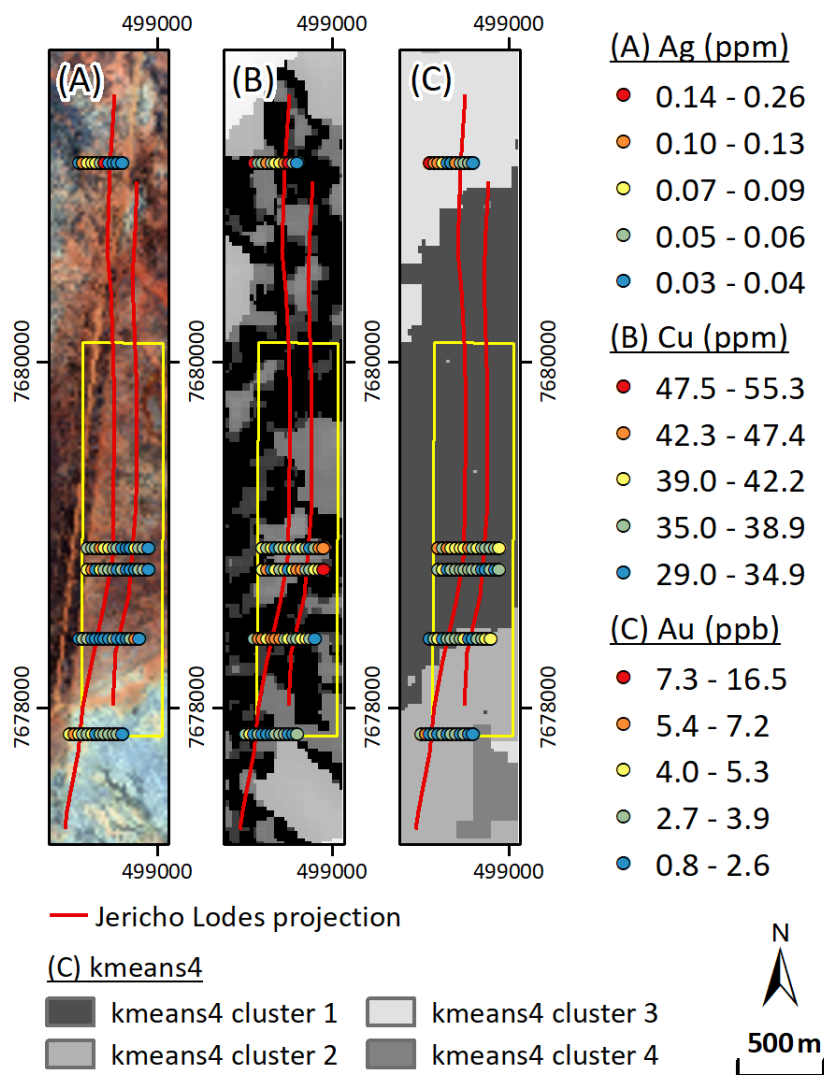 499000
499000
(A)
(B)
(C)
7680000
7680000
7678000
7678000
499000
499000
499000
(A) Ag (ppm)
0.14 - 0.26
0.10 - 0.13
0.07 - 0.09
0.05 - 0.06
0.03 - 0.04
(B) Cu (ppm)
47.5 - 55.3
42.3 - 47.4
39.0 - 42.2
35.0 - 38.9
29.0 - 34.9
(C) Au (ppb)
7.3 - 16.5
5.4 - 7.2
4.0 - 5.3
2.7 - 3.9
0.8 - 2.6
Jericho Lodes projection
(C) kmeans4
kmeans4 cluster 1
kmeans4 cluster 3
kmeans4 cluster 2
kmeans4 cluster 4
N
500 m